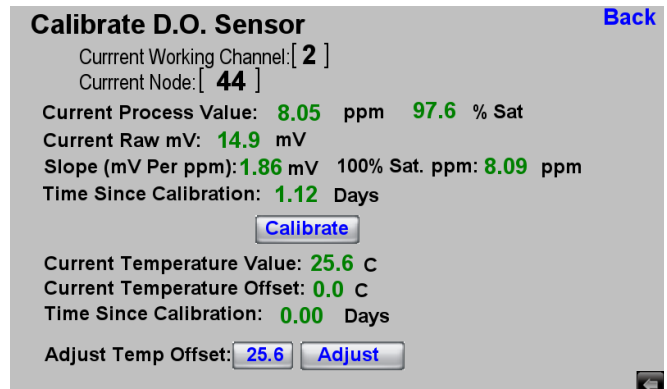 Calibrate D.O. Sensor Back
Currrent Working Channel:[ 2 ]
Currrent Node:[ 44 ]
Current Process Value: 8.05 ppm 97.6 % Sat
Current Raw mV: 14.9 mV
Slope (mV Per ppm): 1.86 mV 100% Sat. ppm: 8.09 ppm
Time Since Calibration: 1.12 Days
Calibrate
Current Temperature Value: 25.6 C
Current Temperature Offset: 0.0 C
Time Since Calibration: 0.00 Days
Adjust Temp Offset: 25.6 Adjust